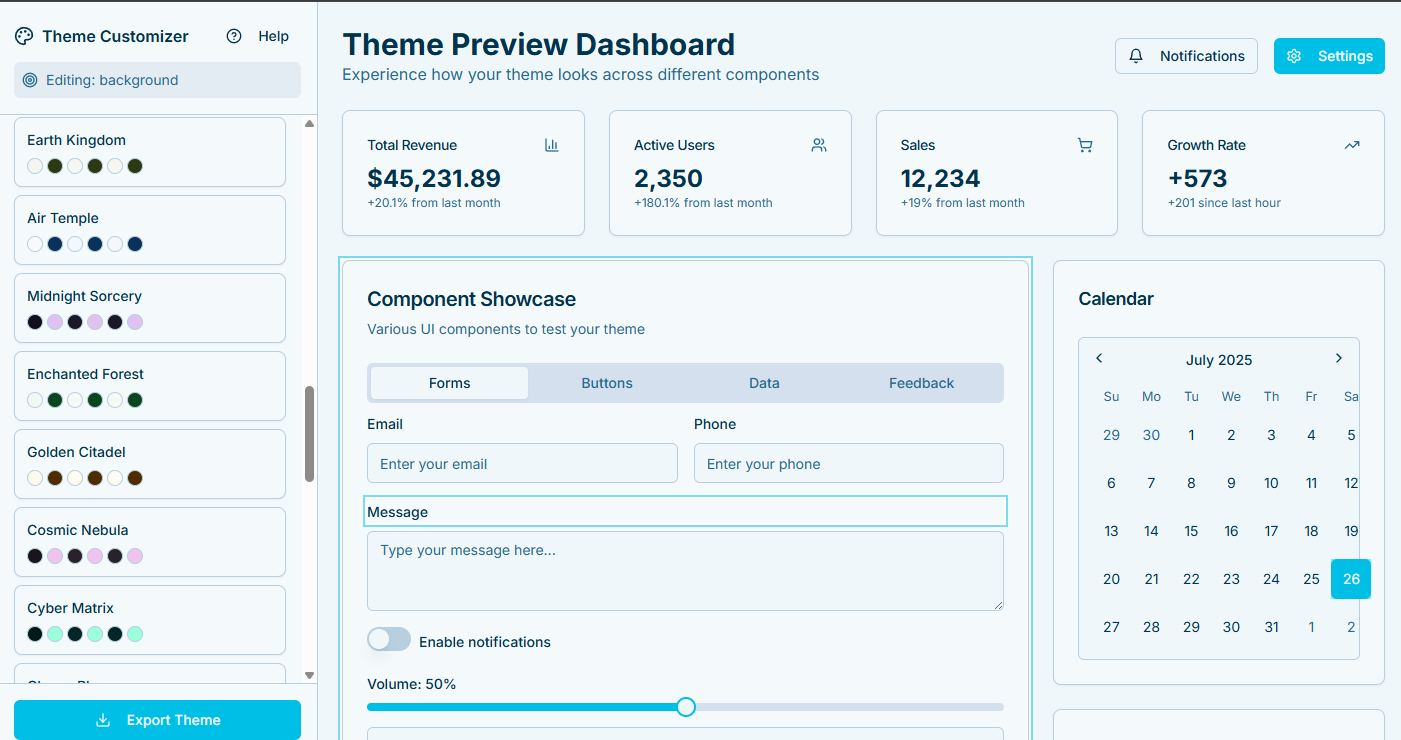 Theme Customizer
Help
Editing: background
Earth Kingdom
Air Temple
Midnight Sorcery
Enchanted Forest
Golden Citadel
Cosmic Nebula
Cyber Matrix
Export Theme
Theme Preview Dashboard
Experience how your theme looks across different components
Notifications
Settings
Total Revenue
$45,231.89
+20.1% from last month
Active Users
2,350
+180.1% from last month
Sales
12,234
+19% from last month
Growth Rate
+573
+201 since last hour
Component Showcase
Various UI components to test your theme
Forms Buttons Data Feedback
Email Phone
Enter your email Enter your phone
Message
Type your message here...
Enable notifications
Volume: 50%
Calendar
July 2025
Su Mo Tu We Th Fr Sa
29 30 1 2 3 4 5
6 7 8 9 10 11 12
13 14 15 16 17 18 19
20 21 22 23 24 25 26
27 28 29 30 31 1 2